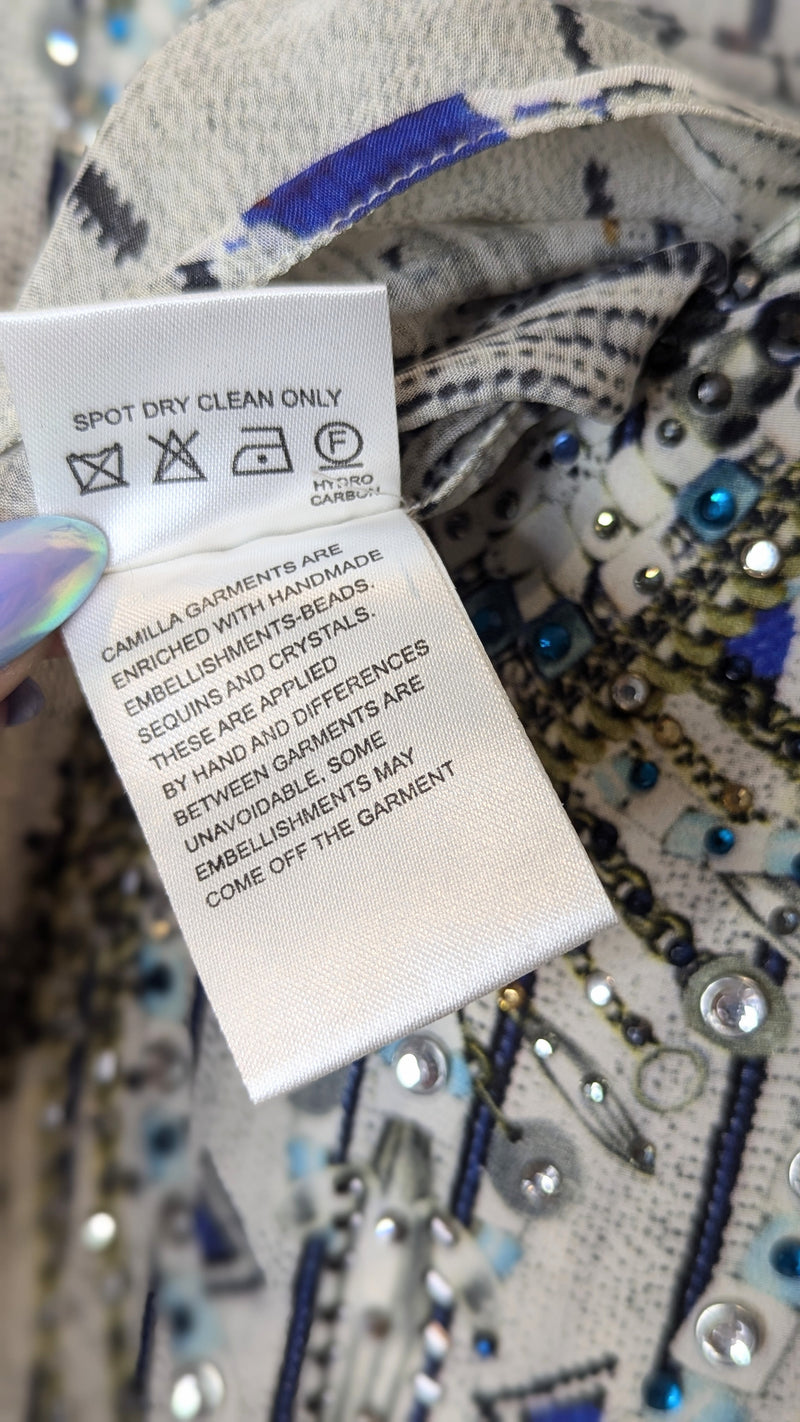 SPOT DRY CLEAN ONLY
F
HYDRO
CARBON
CAMILLA GARMENTS ARE
ENRICHED WITH HANDMADE
EMBELLISHMENTS-BEADS.
SEQUINS AND CRYSTALS.
THESE ARE APPLIED
BY HAND AND DIFFERENCES
BETWEEN GARMENTS ARE
UNAVOIDABLE, SOME
EMBELLISHMENTS MAY
COME OFF THE GARMENT